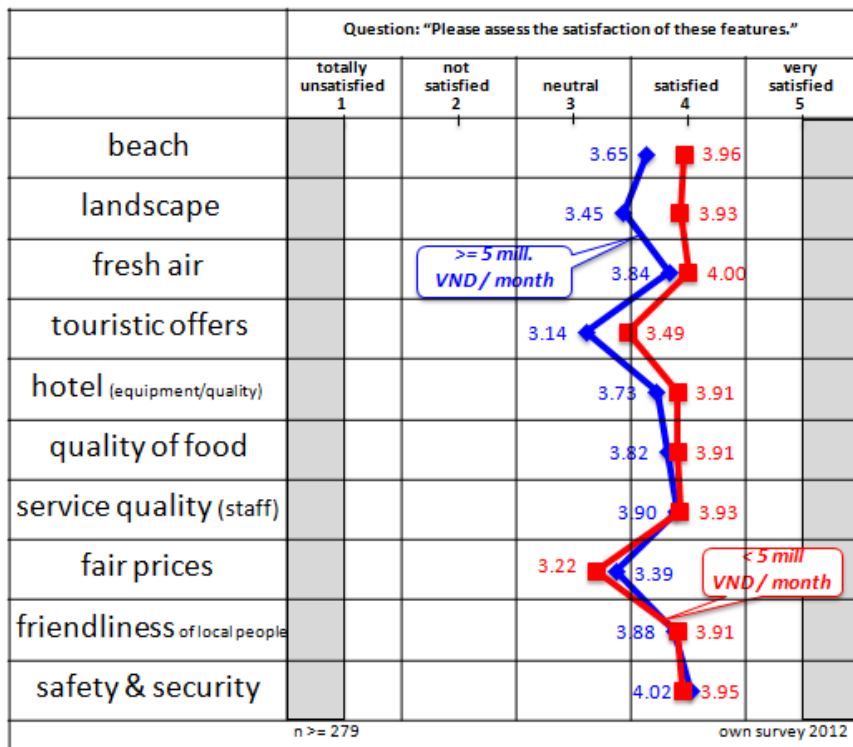 Question: “Please assess the satisfaction of these features.”
totally unsatisfied 1
not satisfied 2
neutral 3
satisfied 4
very satisfied 5
beach 3.65 3.96
landscape 3.45 3.93
>= 5 mill.
VND / month
fresh air 3.84 4.00
touristic offers 3.14 3.49
hotel (equipment/quality) 3.73 3.91
quality of food 3.82 3.91
service quality (staff) 3.90 3.93
fair prices 3.22 3.39
< 5 mill
VND / month
friendliness of local people 3.88 3.91
safety & security 4.02 3.95
n >= 279 own survey 2012